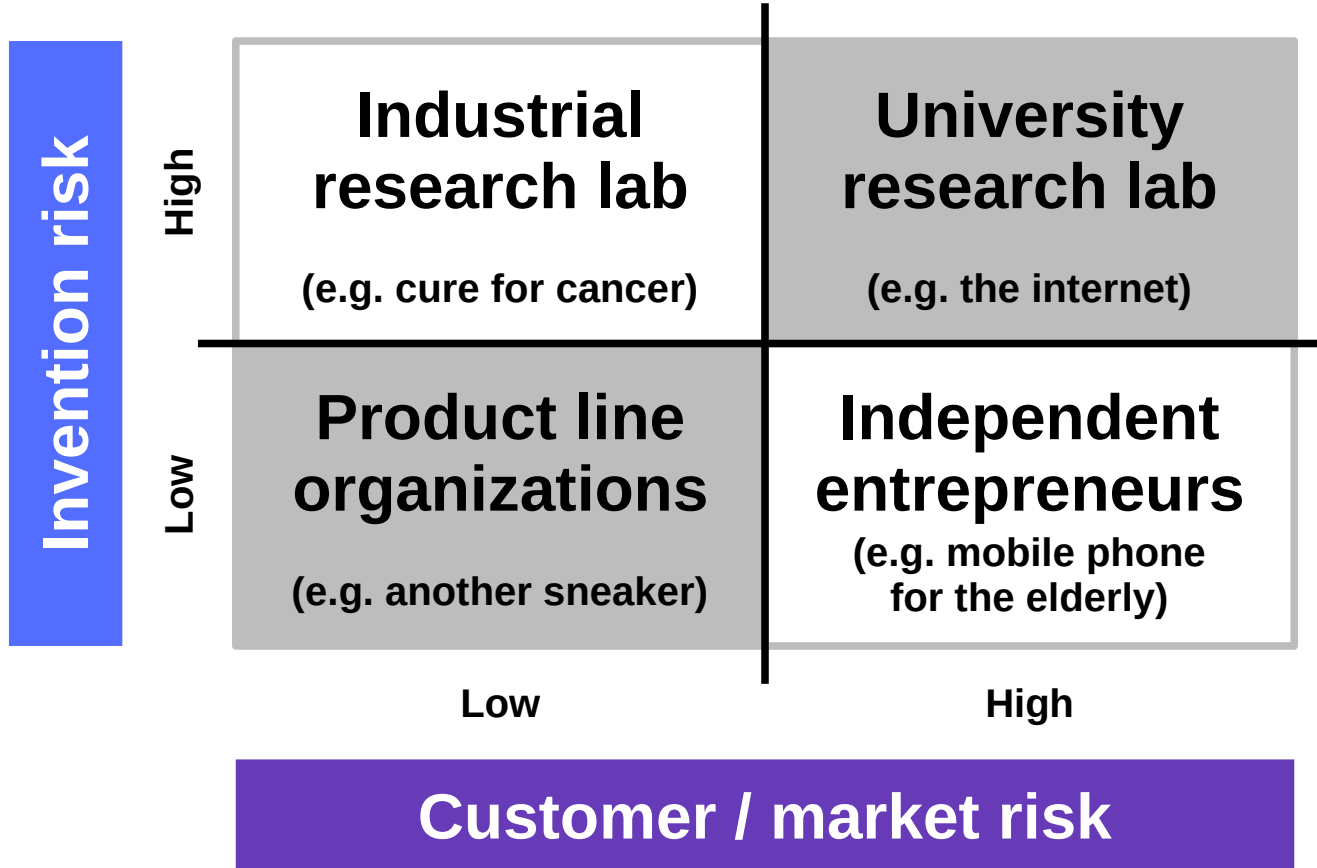 Invention risk
High
Industrial
research lab
(e.g. cure for cancer)
University
research lab
(e.g. the internet)
Low
Product line
organizations
(e.g. another sneaker)
Independent
entrepreneurs
(e.g. mobile phone
for the elderly)
Low
High
Customer / market risk